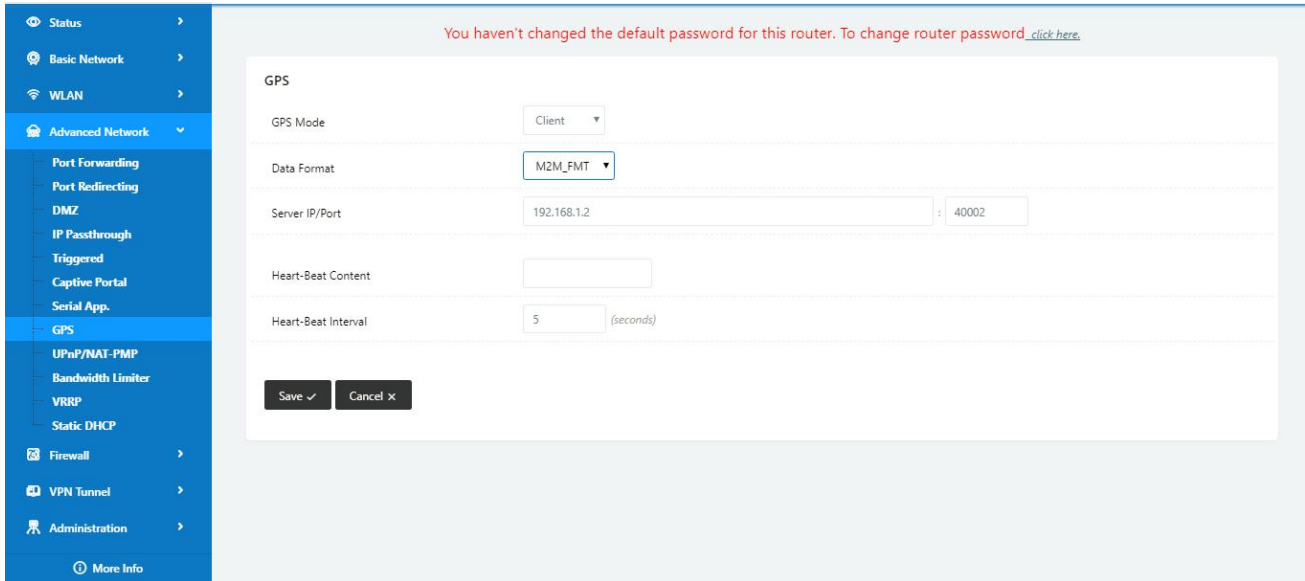 Status
Basic Network
WLAN
Advanced Network
Port Forwarding
Port Redirecting
DMZ
IP Passthrough
Triggered
Captive Portal
Serial App.
GPS
UPnP/NAT-PMP
Bandwidth Limiter
VRRP
Static DHCP
Firewall
VPN Tunnel
Administration
More Info
You haven't changed the default password for this router. To change router password click here.
GPS
GPS Mode Client
Data Format M2M_FMT
Server IP/Port 192.168.1.2 : 40002
Heart-Beat Content
Heart-Beat Interval 5 (seconds)
Save Cancel